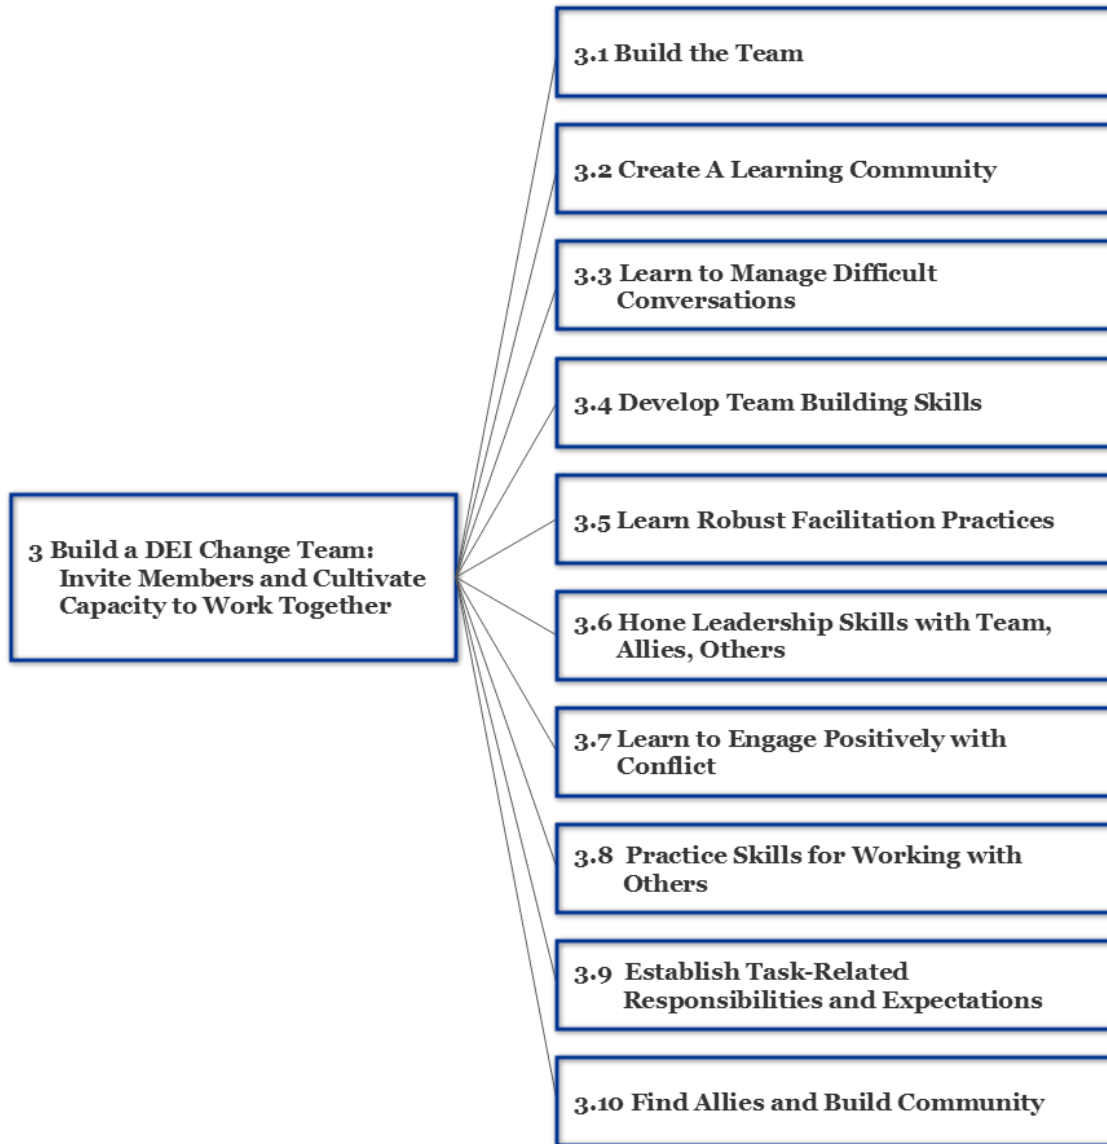 3.1 Build the Team
3.2 Create A Learning Community
3.3 Learn to Manage Difficult
Conversations
3.4 Develop Team Building Skills
3.5 Learn Robust Facilitation Practices
3 Build a DEI Change Team:
Invite Members and Cultivate
Capacity to Work Together
3.6 Hone Leadership Skills with Team,
Allies, Others
3.7 Learn to Engage Positively with
Conflict
3.8 Practice Skills for Working with
Others
3.9 Establish Task-Related
Responsibilities and Expectations
3.10 Find Allies and Build Community